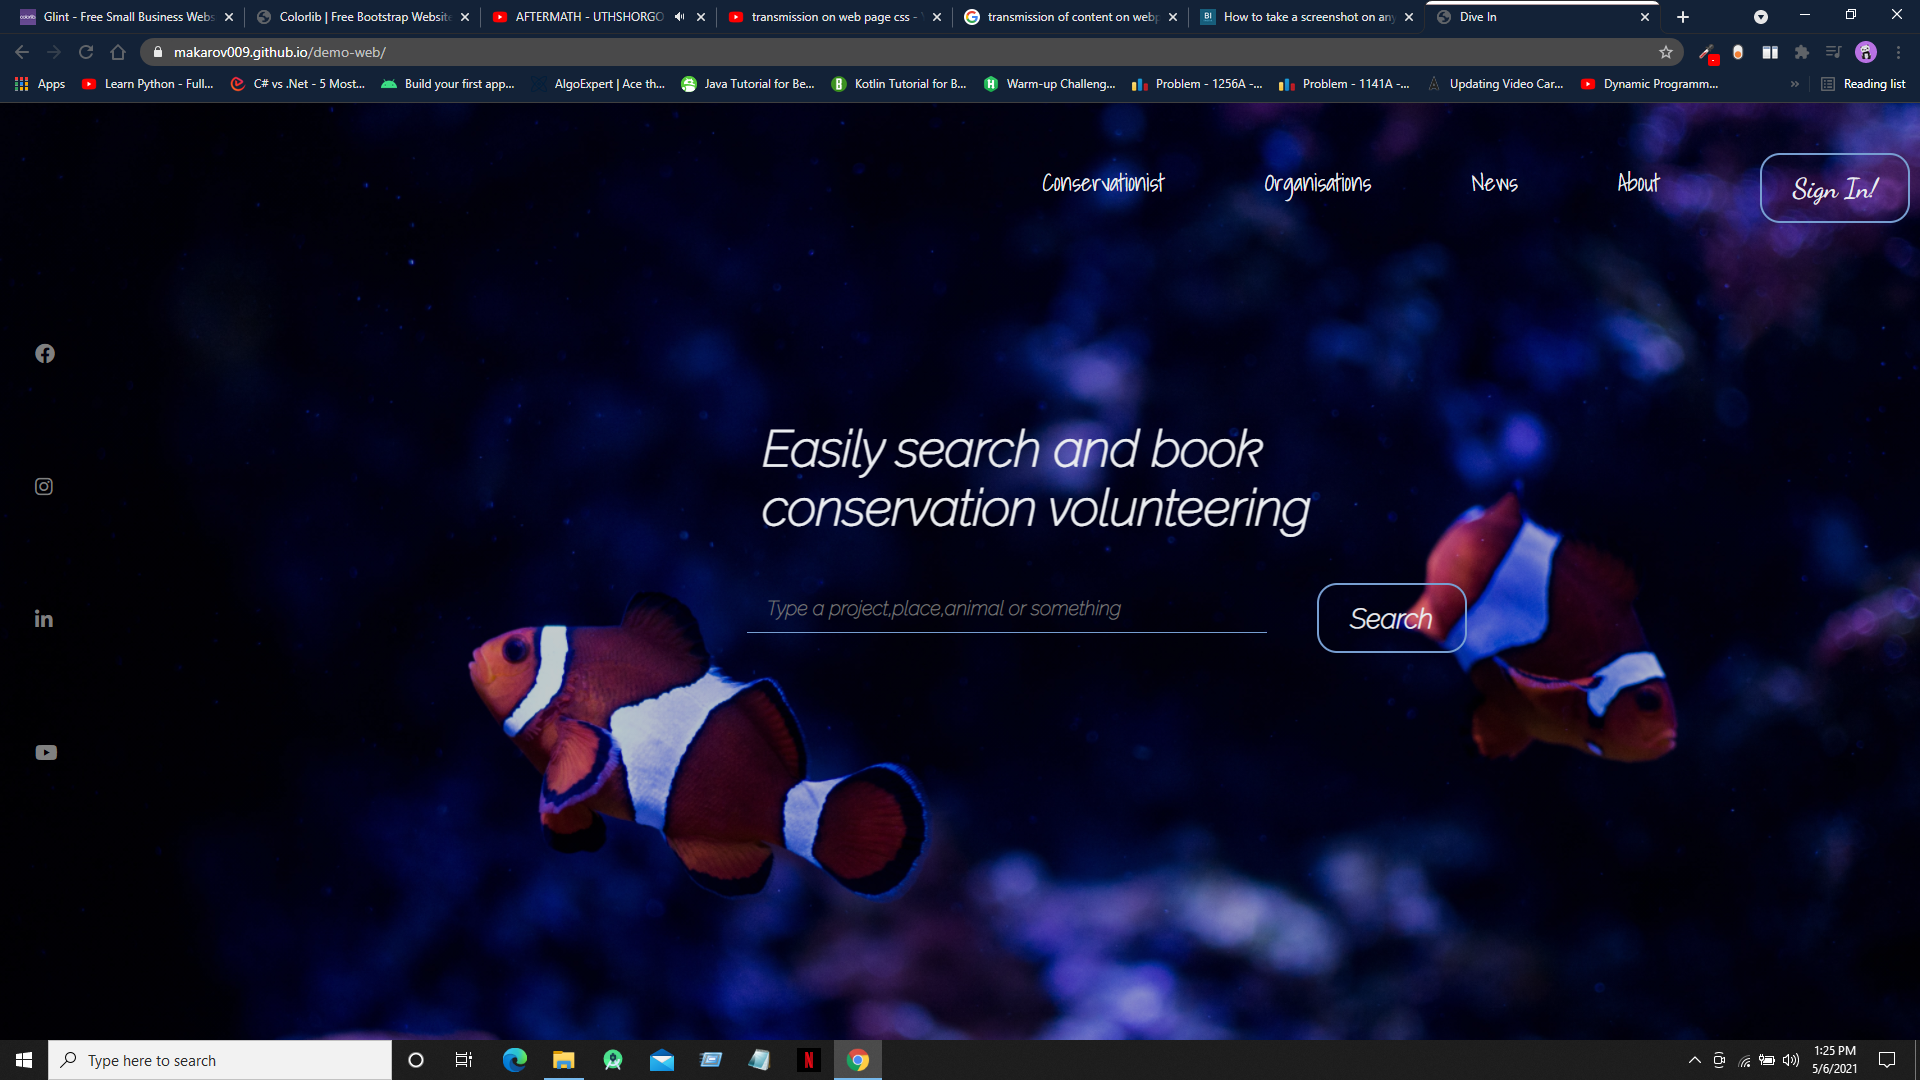 Glint - Free Small Business Webs
Colorlib | Free Bootstrap Website
AFTERMATH - UTHSHORGO
transmission on web page css -
transmission of content on webp
BI
How to take a screenshot on any
Dive In
makarov009.github.io/demo-web/
Apps
Learn Python - Full...
C# vs .Net - 5 Most...
Build your first app...
AlgoExpert | Ace th...
Java Tutorial for Be...
Kotlin Tutorial for B...
Warm-up Challeng...
Problem - 1256A -...
Problem - 1141A -...
Updating Video Car...
Dynamic Programm...
»
Reading list
Conservationist
Organisations
News
About
Sign In!
Easily search and book
conservation volunteering
Type a project,place,animal or something
Search
Type here to search
1:25 PM
5/6/2021